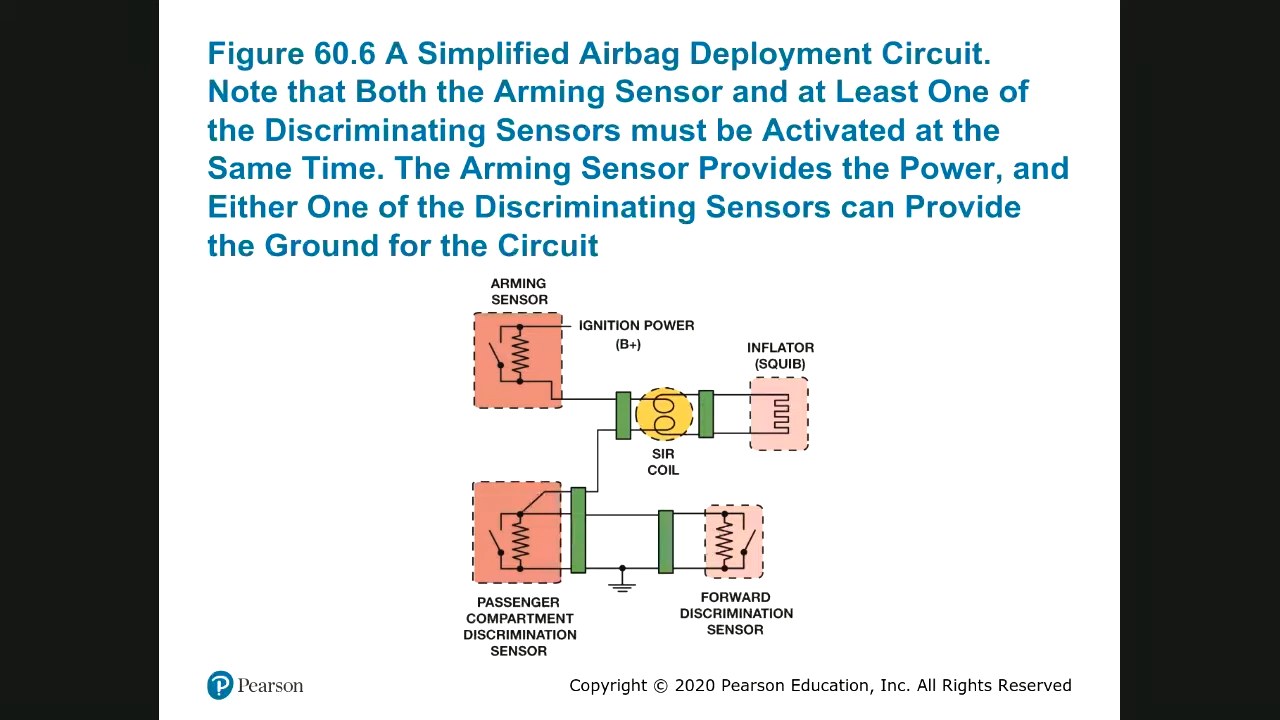 Figure 60.6 A Simplified Airbag Deployment Circuit.
Note that Both the Arming Sensor and at Least One of
the Discriminating Sensors must be Activated at the
Same Time. The Arming Sensor Provides the Power, and
Either One of the Discriminating Sensors can Provide
the Ground for the Circuit
ARMING
SENSOR
IGNITION POWER
(B+)
INFLATOR
(SQUIB)
SIR
COIL
PASSENGER
COMPARTMENT
DISCRIMINATION
SENSOR
FORWARD
DISCRIMINATION
SENSOR
P Pearson
Copyright © 2020 Pearson Education, Inc. All Rights Reserved